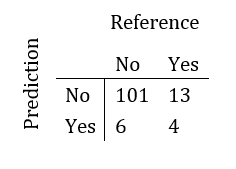 Reference
Prediction
No Yes
No 101 13
Yes 6 4